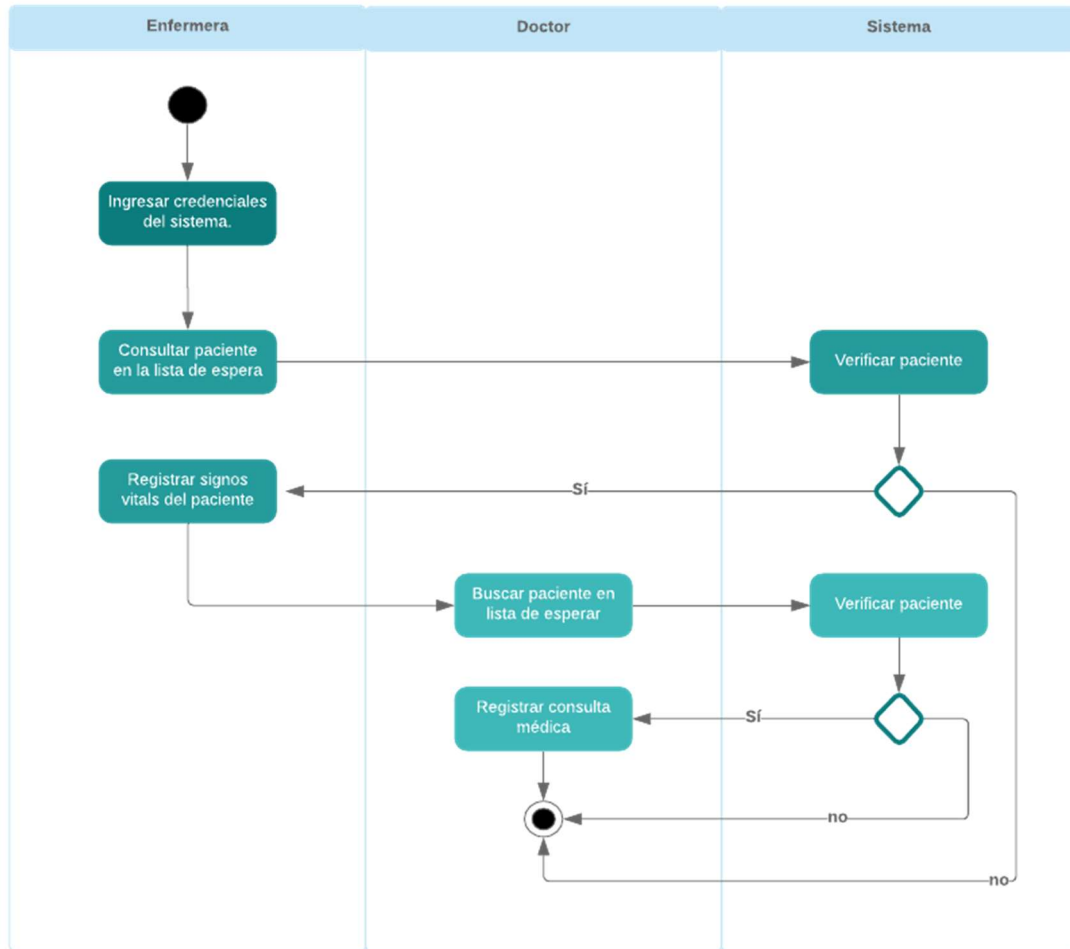 Enfermera
Doctor
Sistema
Ingresar credenciales
del sistema.
Consultar paciente
en la lista de espera
Verificar paciente
Registrar signos
vitals del paciente
Sí
Buscar paciente en
lista de esperar
Verificar paciente
Registrar consulta
médica
Sí
no
no